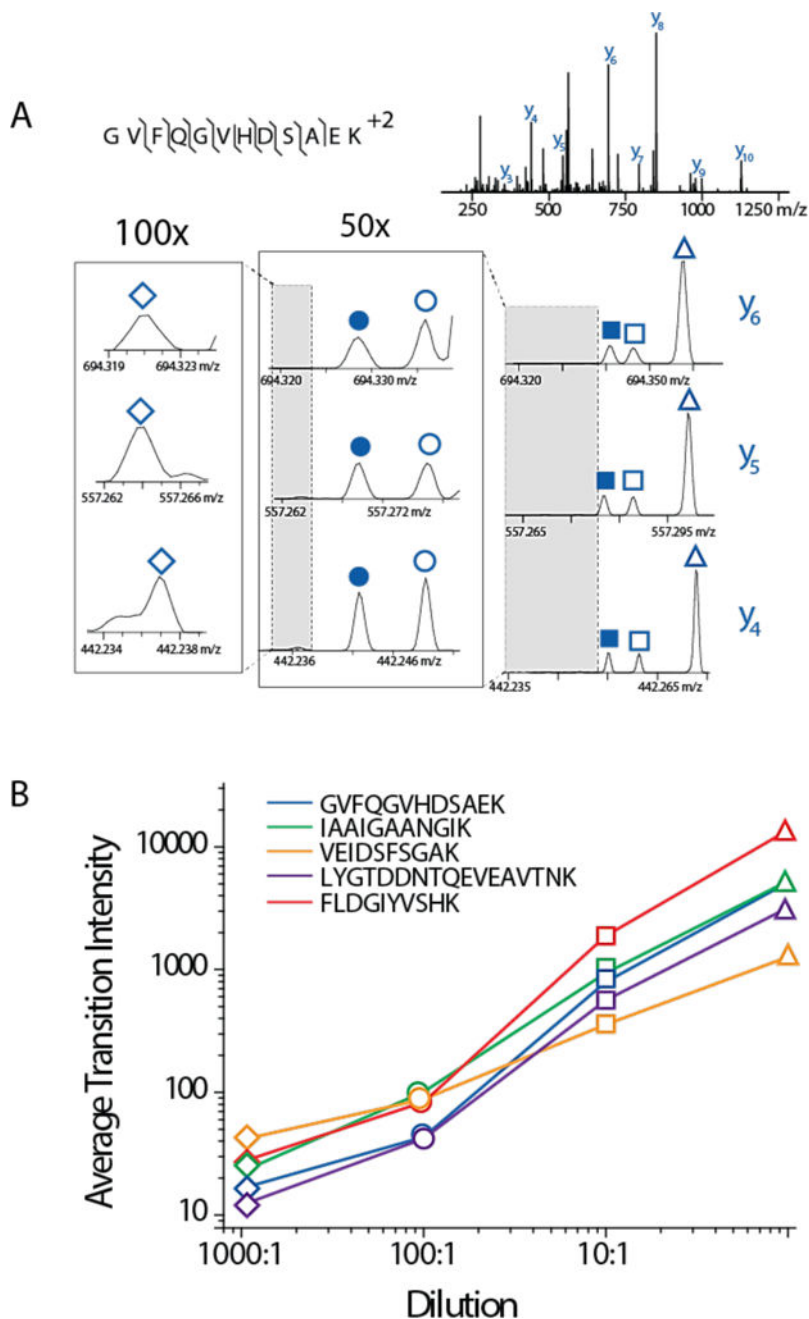 A
G V F Q G V H D S A E K +2
y8
y6
y4
y5
y3
y7
y9
y10
250 500 750 1000 1250 m/z
100x
50x
694.319 694.323 m/z
694.320 694.330 m/z
694.320 694.350 m/z
y6
557.262 557.266 m/z
557.262 557.272 m/z
557.265 557.295 m/z
y5
442.234 442.238 m/z
442.236 442.246 m/z
442.235 442.265 m/z
y4
B
GVFQGVHDSAEK
IAAIGAANGIK
VEIDSFSGAK
LYGTDDNTQEVEAVTNK
FLDGIYVSHK
Average Transition Intensity
10000
1000
100
10
1000:1 100:1 10:1
Dilution